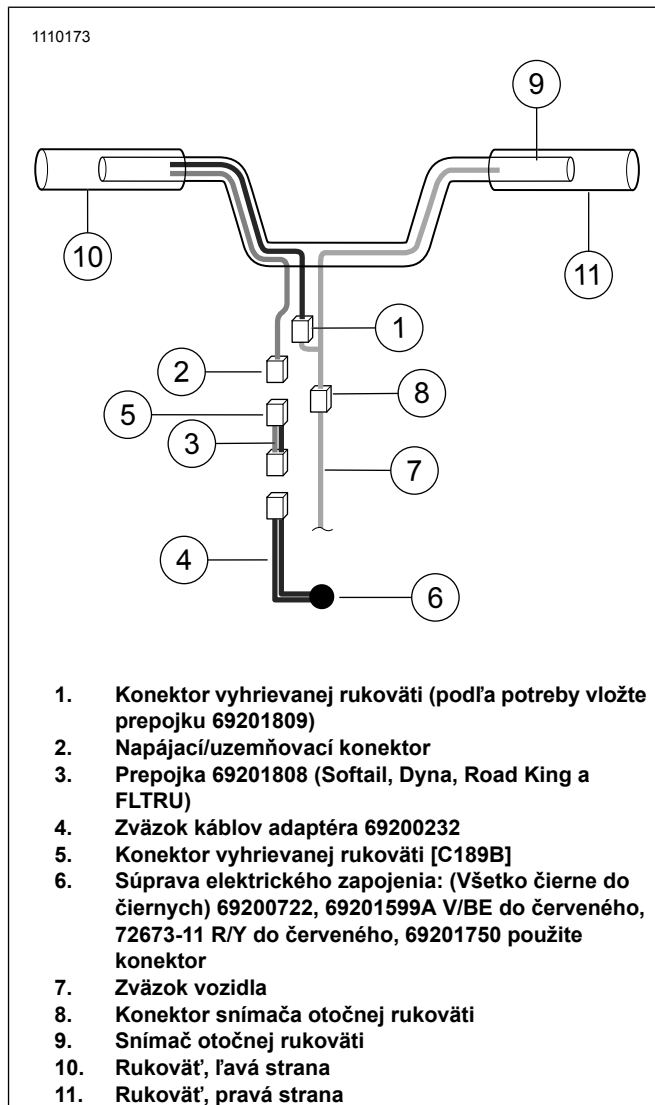 1110173
9
10
11
1
2
8
5
3
7
4
6
1. Konektor vyhrievanej rukoväti (podľa potreby vložte
prepojku 69201809)
2. Napájací/uzemňovací konektor
3. Prepojka 69201808 (Softail, Dyna, Road King a
FLTRU)
4. Zväzok káblov adaptéra 69200232
5. Konektor vyhrievanej rukoväti [C189B]
6. Súprava elektrického zapojenia: (Všetko čierne do
čiernych) 69200722, 69201599A V/BE do červeného,
72673-11 R/Y do červeného, 69201750 použite
konektor
7. Zväzok vozidla
8. Konektor snímača otočnej rukoväti
9. Snímač otočnej rukoväti
10. Rukoväť, ľavá strana
11. Rukoväť, pravá strana